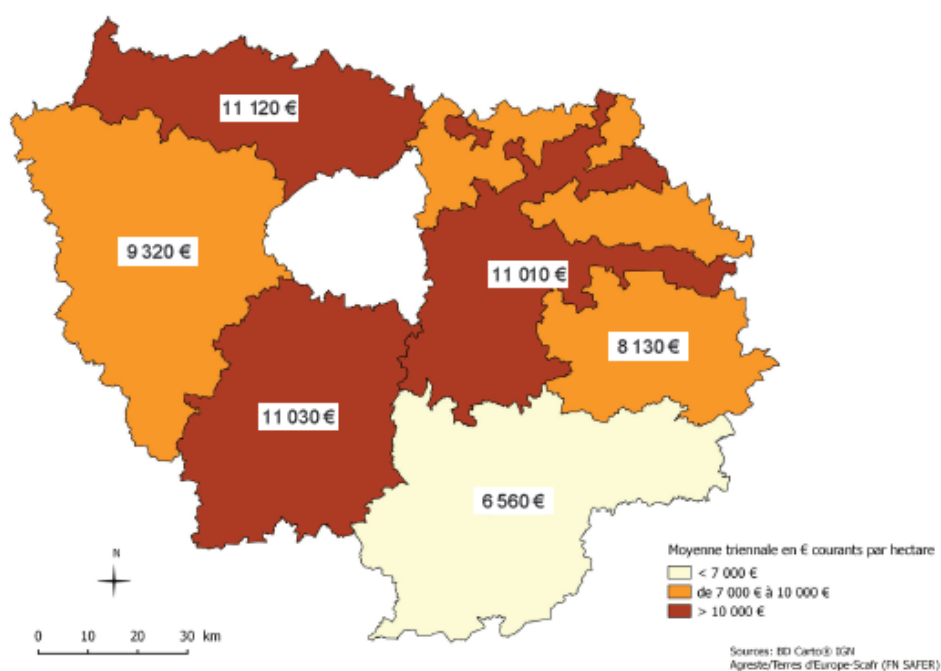 11 120 €
9 320 €
11 010 €
8 130 €
11 030 €
6 560 €
Moyenne triennale en € courants par hectare
< 7 000 €
de 7 000 € à 10 000 €
> 10 000 €
N
0 10 20 30 km
Sources: BD Carto® IGN
Agreste/Terres d'Europe-Scafr (FN SAFER)